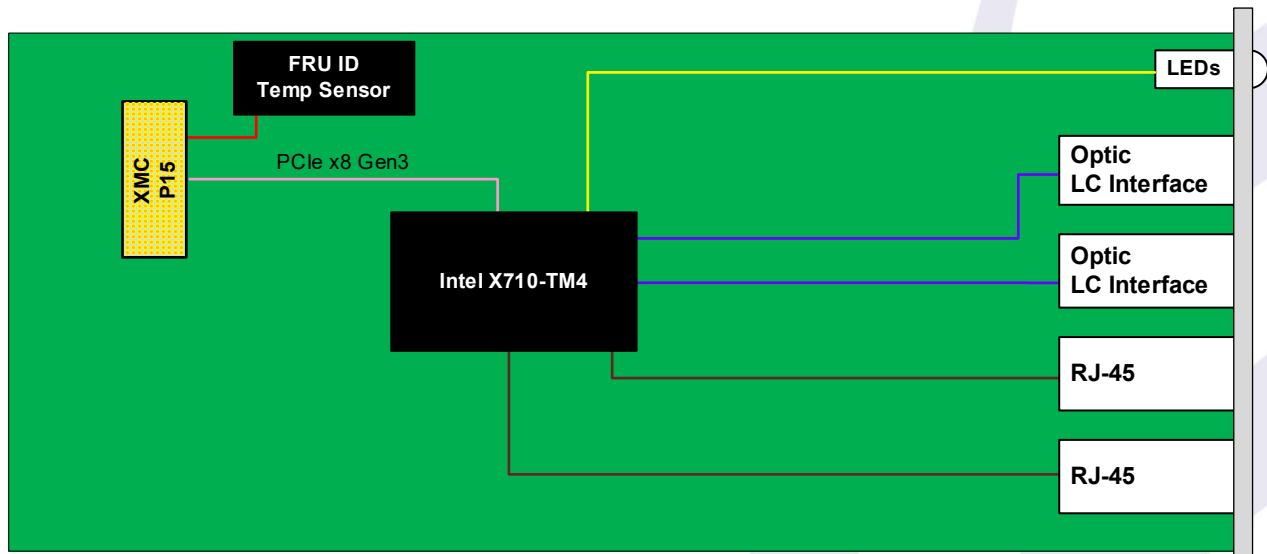 FRU ID
Temp Sensor
LEDs
XMC
P15
PCIe x8 Gen3
Optic
LC Interface
Intel X710-TM4
Optic
LC Interface
RJ-45
RJ-45